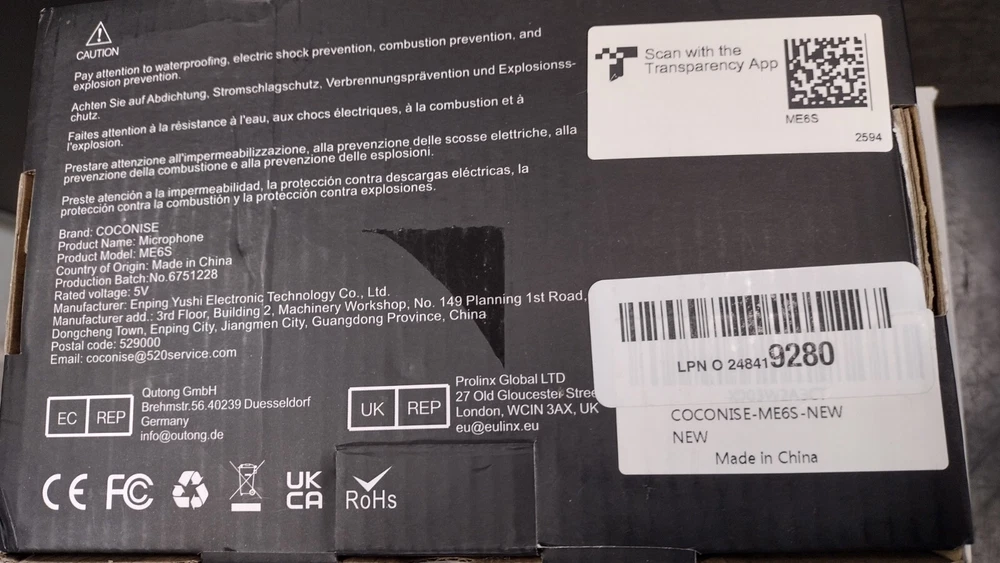 CAUTION
Pay attention to waterproofing, electric shock prevention, combustion prevention, and
explosion prevention.
Achten Sie auf Abdichtung, Stromschlagschutz, Verbrennungsprävention und Explosionss-
chutz.
Faites attention à la résistance à l'eau, aux chocs électriques, à la combustion et à
l'explosion.
Prestare attenzione all'impermeabilizzazione, alla prevenzione delle scosse elettriche, alla
prevenzione della combustione e alla prevenzione delle esplosioni.
Preste atención a la impermeabilidad, la protección contra descargas eléctricas, la
protección contra la combustión y la protección contra explosiones.
Brand: COCONISE
Product Name: Microphone
Product Model: ME6S
Country of Origin: Made in China
Production Batch:No.6751228
Rated voltage: 5V
Manufacturer: Enping Yushi Electronic Technology Co., Ltd.
Manufacturer add.: 3rd Floor, Building 2, Machinery Workshop, No. 149 Planning 1st Road,
Dongcheng Town, Enping City, Jiangmen City, Guangdong Province, China
Postal code: 529000
Email: coconise@520service.com
EC REP
Qutong GmbH
Brehmstr.56.40239 Duesseldorf
Germany
info@outong.de
UK REP
Prolinx Global LTD
27 Old Gloucester Stree
London, WCIN 3AX, UK
eu@eulinx.eu
CE FC UK
CA
RoHs
Scan with the
Transparency App
ME6S
2594
LPN O 248419280
COCONISE-ME6S-NEW
NEW
Made in China